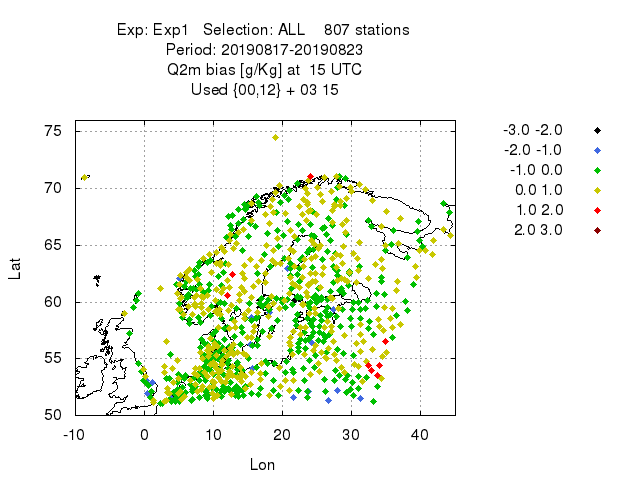 Exp: Exp1   Selection: ALL    807 stations
Period: 20190817-20190823
Q2m bias [g/Kg] at  15 UTC
Used {00,12} + 03 15
-3.0 -2.0
-2.0 -1.0
-1.0 0.0
0.0 1.0
1.0 2.0
2.0 3.0
75
70
65
60
55
50
Lat
-10 0 10 20 30 40
Lon